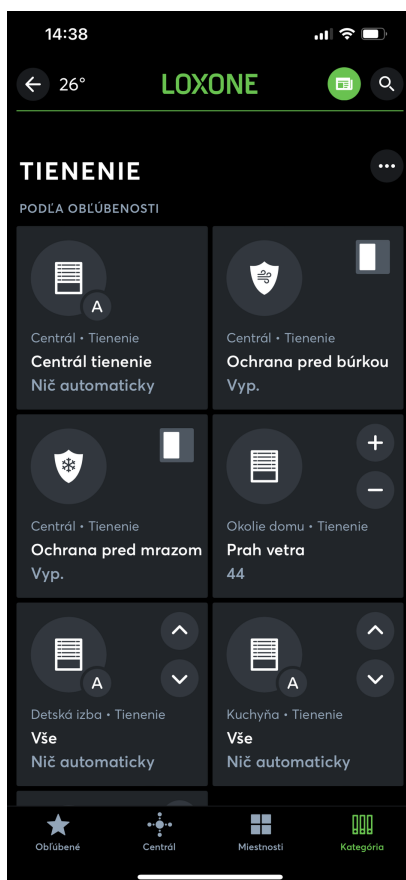 14:38
26°
LOXONE
TIENENIE
PODĽA OBĽÚBENOSTI
A
Centrál • Tienenie
Centrál tienenie
Nič automaticky
Centrál • Tienenie
Ochrana pred búrkou
Vyp.
Centrál • Tienenie
Ochrana pred mrazom
Vyp.
Okolie domu • Tienenie
Prah vetra
44
A
Detská izba • Tienenie
Vše
Nič automaticky
A
Kuchyňa • Tienenie
Vše
Nič automaticky
Obľúbené
Centrál
Miestnosti
Kategória